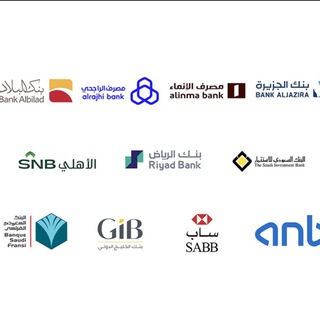 بنك البلاد
Bank Albilad
مصرف الراجحي
alrajhi bank
مصرف الإنماء
alinma bank
بنك الجزيرة
BANK ALJAZIRA
SNB الأهلي
بنك الرياض
Riyad Bank
البنك السعودي للاستثمار
The Saudi Investment Bank
البنك
السعودي
الفرنسي
Banque
Saudi
Fransi
GIB
بنك الخليج الدولي
ساب
SABB
anb